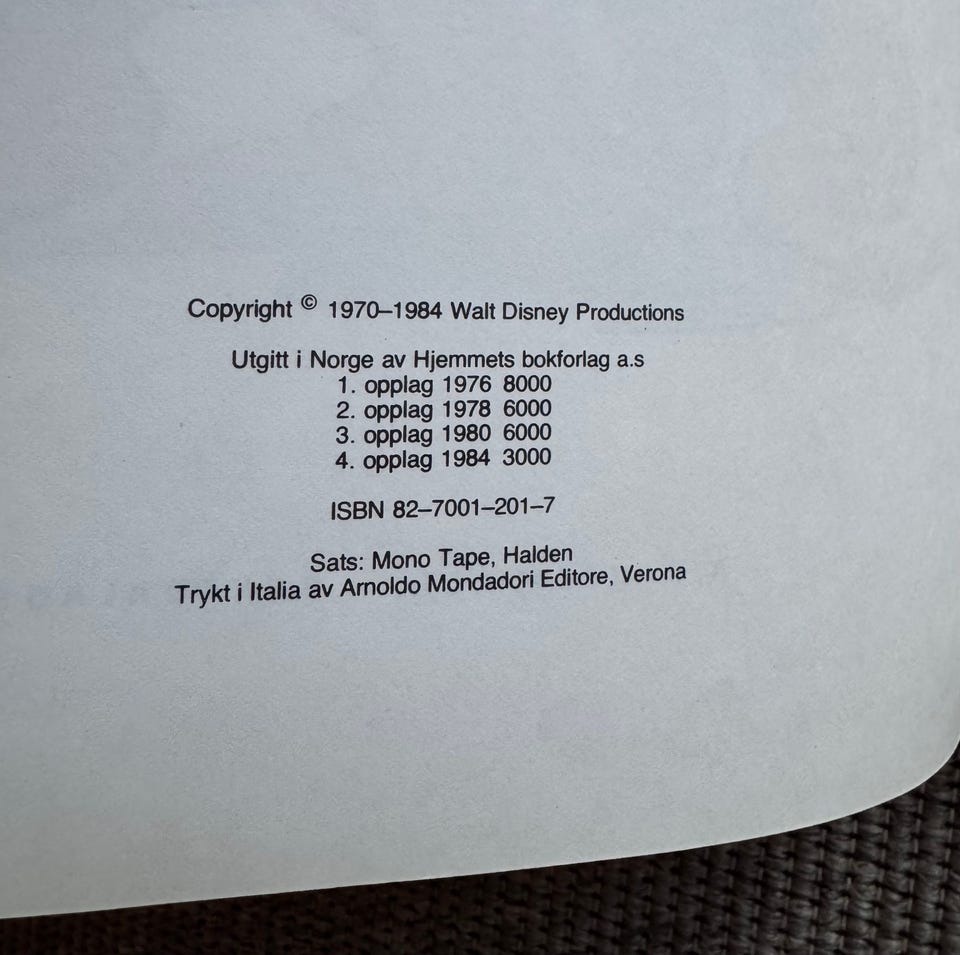 Copyright © 1970–1984 Walt Disney Productions
Utgitt i Norge av Hjemmets bokforlag a.s
1. opplag 1976 8000
2. opplag 1978 6000
3. opplag 1980 6000
4. opplag 1984 3000
ISBN 82–7001–201–7
Sats: Mono Tape, Halden
Trykt i Italia av Arnoldo Mondadori Editore, Verona